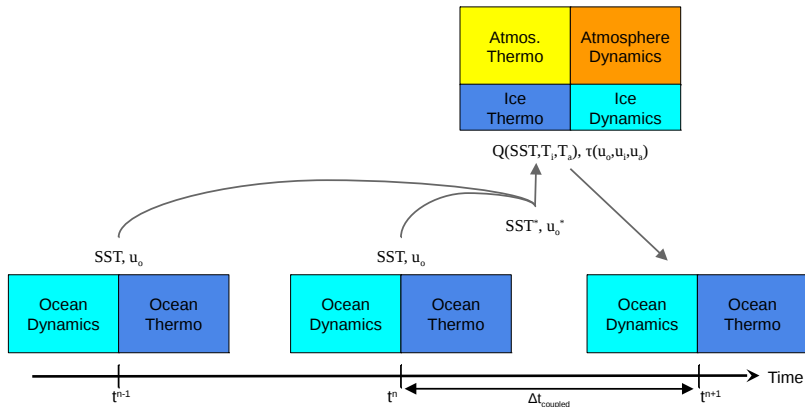 Atmos.
Thermo
Atmosphere
Dynamics
Ice
Thermo
Ice
Dynamics
Q(SST,Tᵢ,Tₐ), τ(uₒ,uᵢ,uₐ)
SST*, uₒ*
SST, uₒ
SST, uₒ
Ocean
Dynamics
Ocean
Thermo
Ocean
Dynamics
Ocean
Thermo
Ocean
Dynamics
Ocean
Thermo
Time
tⁿ⁻¹
tⁿ
Δt_coupled
tⁿ⁺¹